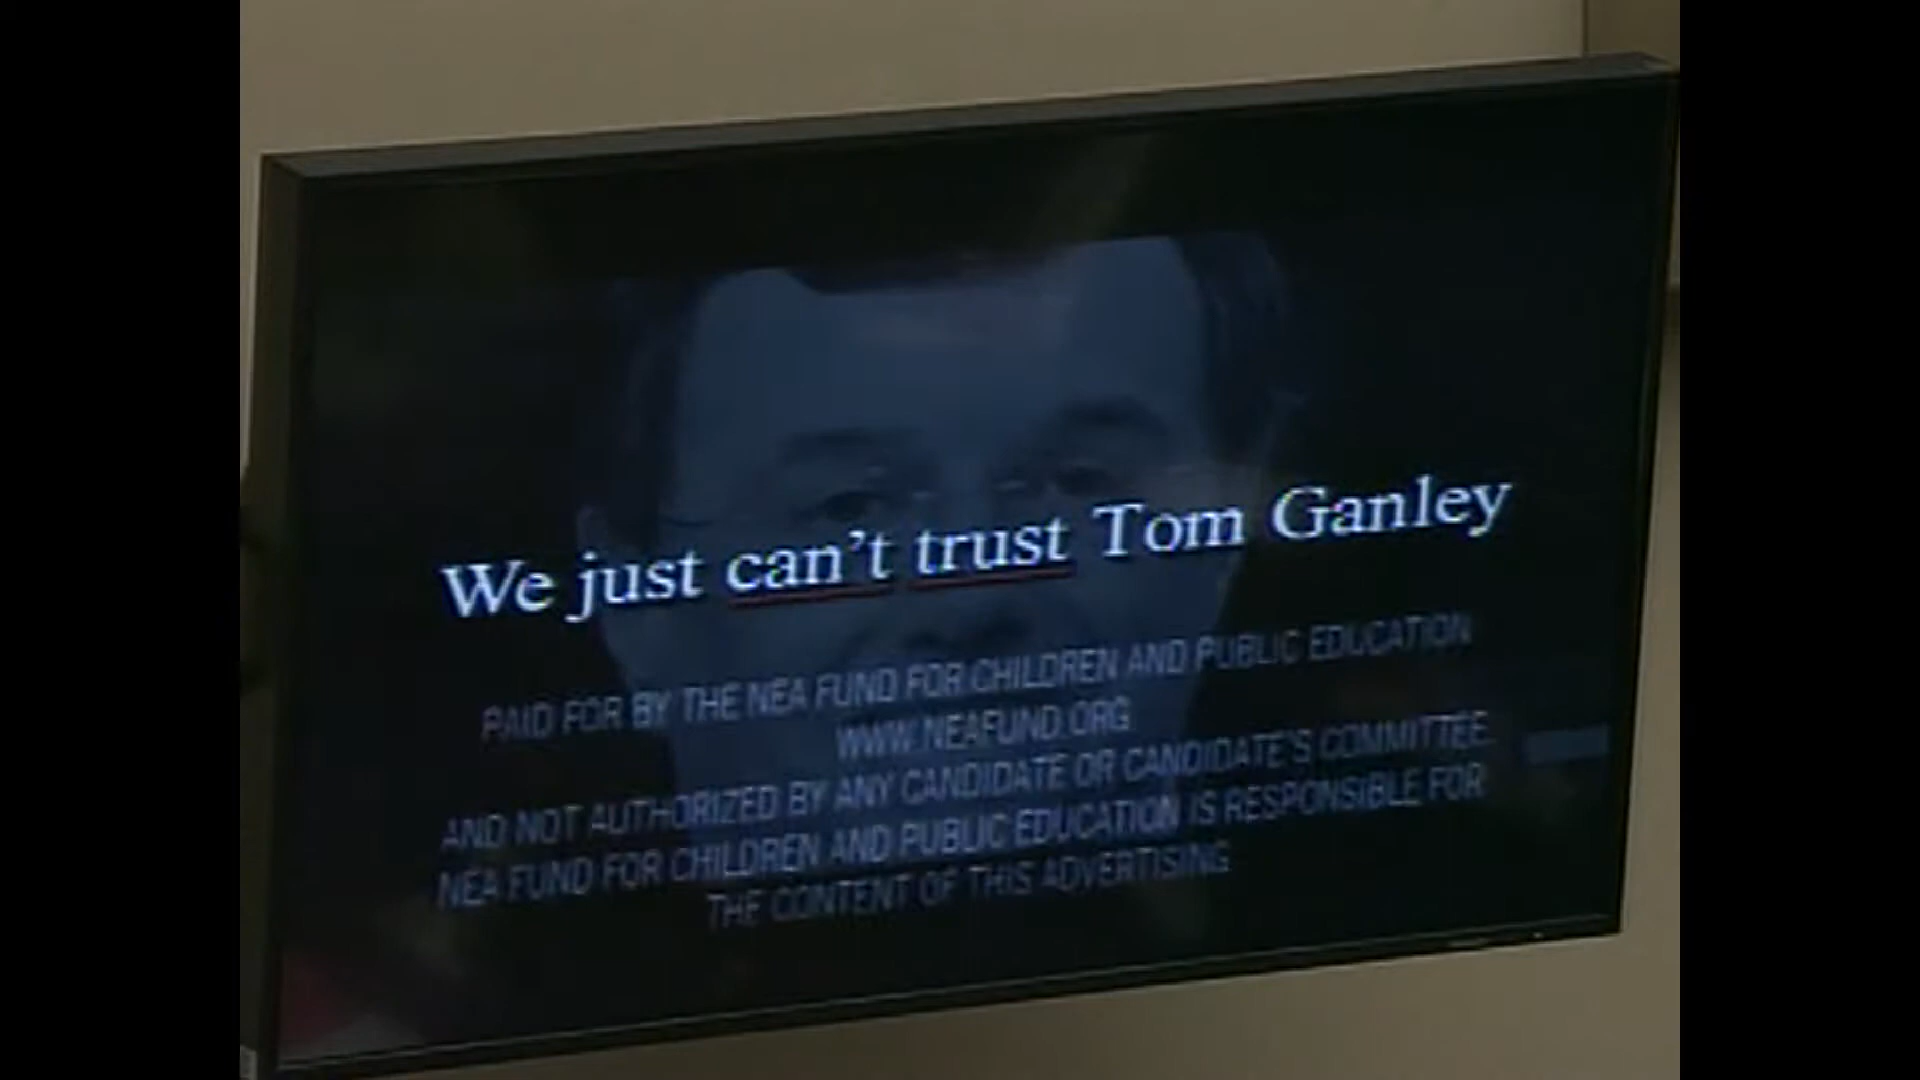 We just can't trust Tom Ganley
PAID FOR BY THE NEA FUND FOR CHILDREN AND PUBLIC EDUCATION
WWW.NEAFUND.ORG
AND NOT AUTHORIZED BY ANY CANDIDATE OR CANDIDATE'S COMMITTEE
NEA FUND FOR CHILDREN AND PUBLIC EDUCATION IS RESPONSIBLE FOR
THE CONTENT OF THIS ADVERTISING